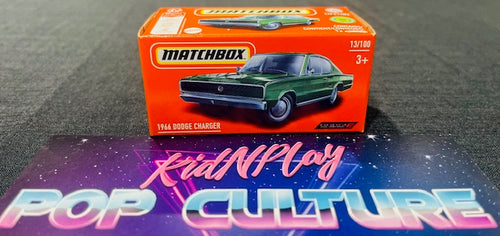 MATCHBOX
13/100
3+
1966 DODGE CHARGER
KidNPlay
POP CULTURE